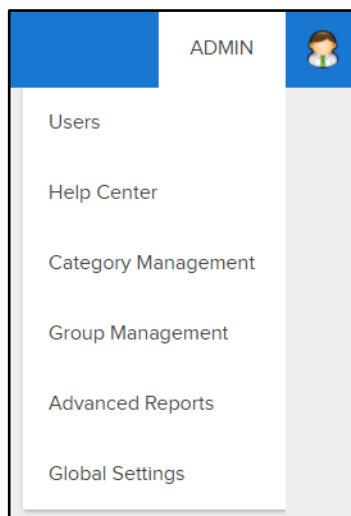 ADMIN
Users
Help Center
Category Management
Group Management
Advanced Reports
Global Settings